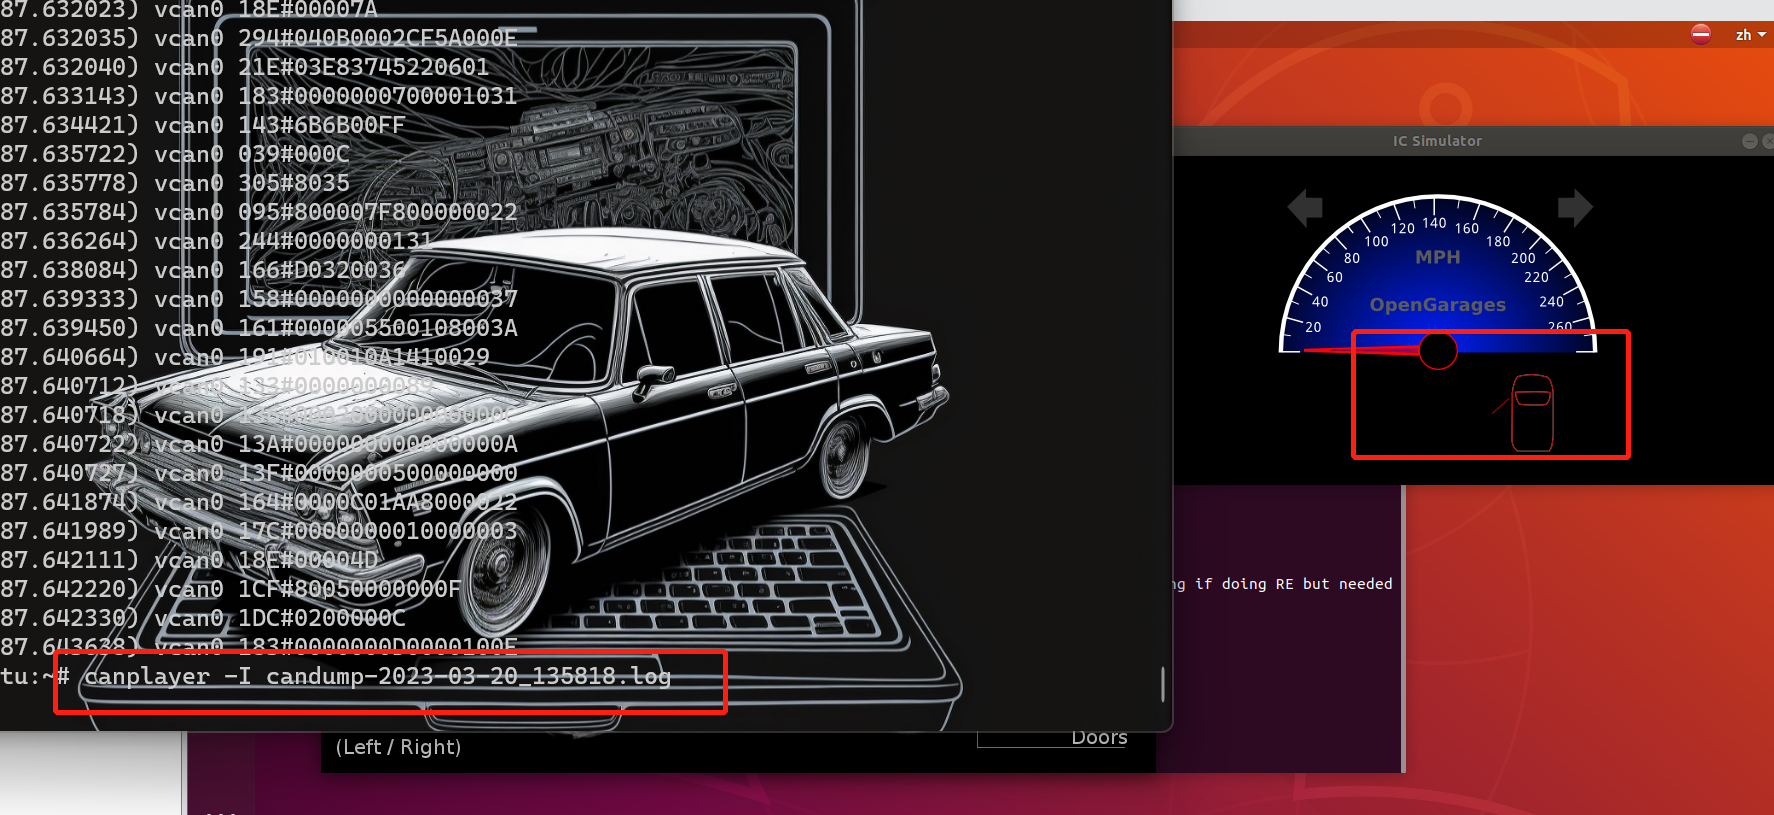 87.632023) vcan0 18E#00007A
87.632035) vcan0 294#040B0002CF5A000E
87.632040) vcan0 21E#03E83745220601
87.633143) vcan0 183#0000000700001031
87.634421) vcan0 143#6B6B00FF
87.635722) vcan0 039#000C
87.635778) vcan0 305#8035
87.635784) vcan0 095#800007F800000022
87.636264) vcan0 244#0000000131
87.638084) vcan0 166#D0320036
87.639333) vcan0 158#0000000000000037
87.639450) vcan0 161#000005500108003A
87.640664) vcan0 191#010010A1410029
87.640712) vcan0 133#0000000089
87.640718) vcan0
87.640722) vcan0 13A#000000000000000A
87.640727) vcan0 13F#0000000500000000
87.641874) vcan0 164#0000C01AA8000022
87.641989) vcan0 17C#0000000010000003
87.642111) vcan0 18E#00004D
87.642220) vcan0 1CF#80050000000F
87.642330) vcan0 1DC#0200000C
87.643638) vcan0 183#0000000D0000100E
tu:~# canplayer -I candump-2023-03-20_135818.log
zh
IC Simulator
20 40 60 80 100 120 140 160 180 200 220 240 260
MPH
OpenGarages
ng if doing RE but needed
(Left / Right)
Doors